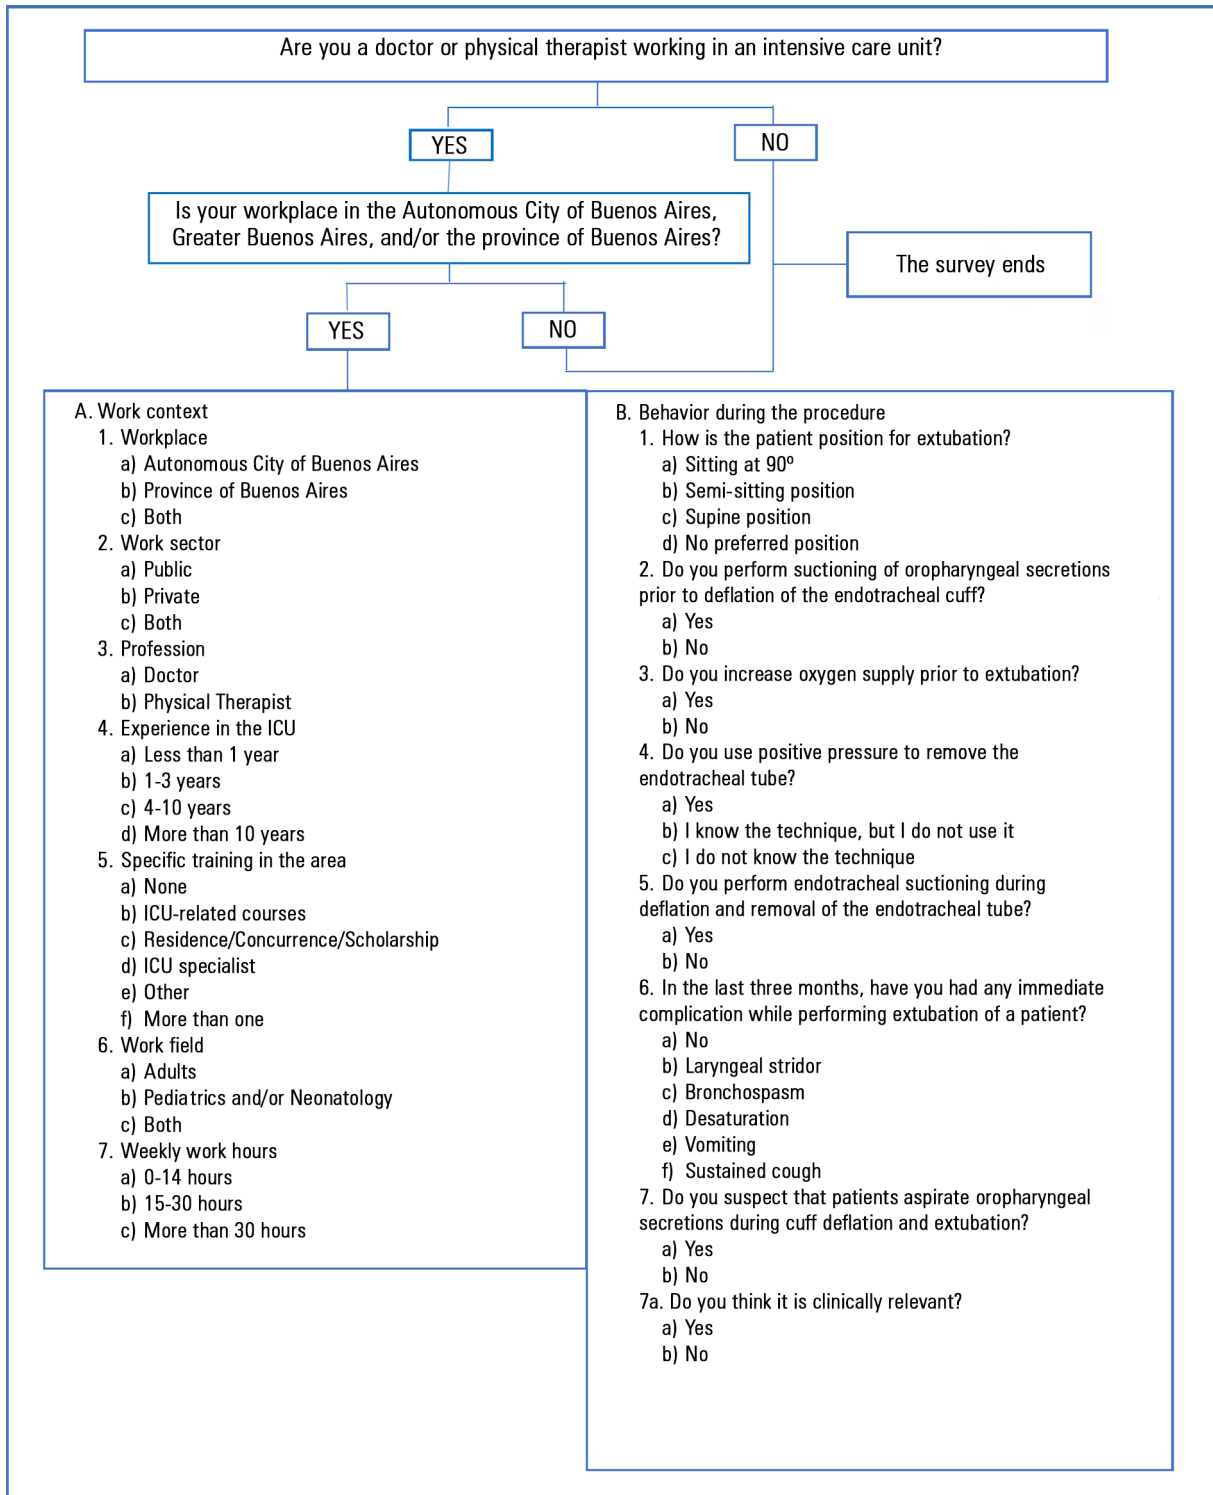 Are you a doctor or physical therapist working in an intensive care unit?
YES
NO
Is your workplace in the Autonomous City of Buenos Aires,
Greater Buenos Aires, and/or the province of Buenos Aires?
The survey ends
YES
NO
A. Work context
1. Workplace
a) Autonomous City of Buenos Aires
b) Province of Buenos Aires
c) Both
2. Work sector
a) Public
b) Private
c) Both
3. Profession
a) Doctor
b) Physical Therapist
4. Experience in the ICU
a) Less than 1 year
b) 1-3 years
c) 4-10 years
d) More than 10 years
5. Specific training in the area
a) None
b) ICU-related courses
c) Residence/Concurrence/Scholarship
d) ICU specialist
e) Other
f) More than one
6. Work field
a) Adults
b) Pediatrics and/or Neonatology
c) Both
7. Weekly work hours
a) 0-14 hours
b) 15-30 hours
c) More than 30 hours
B. Behavior during the procedure
1. How is the patient position for extubation?
a) Sitting at 90º
b) Semi-sitting position
c) Supine position
d) No preferred position
2. Do you perform suctioning of oropharyngeal secretions
prior to deflation of the endotracheal cuff?
a) Yes
b) No
3. Do you increase oxygen supply prior to extubation?
a) Yes
b) No
4. Do you use positive pressure to remove the
endotracheal tube?
a) Yes
b) I know the technique, but I do not use it
c) I do not know the technique
5. Do you perform endotracheal suctioning during
deflation and removal of the endotracheal tube?
a) Yes
b) No
6. In the last three months, have you had any immediate
complication while performing extubation of a patient?
a) No
b) Laryngeal stridor
c) Bronchospasm
d) Desaturation
e) Vomiting
f) Sustained cough
7. Do you suspect that patients aspirate oropharyngeal
secretions during cuff deflation and extubation?
a) Yes
b) No
7a. Do you think it is clinically relevant?
a) Yes
b) No